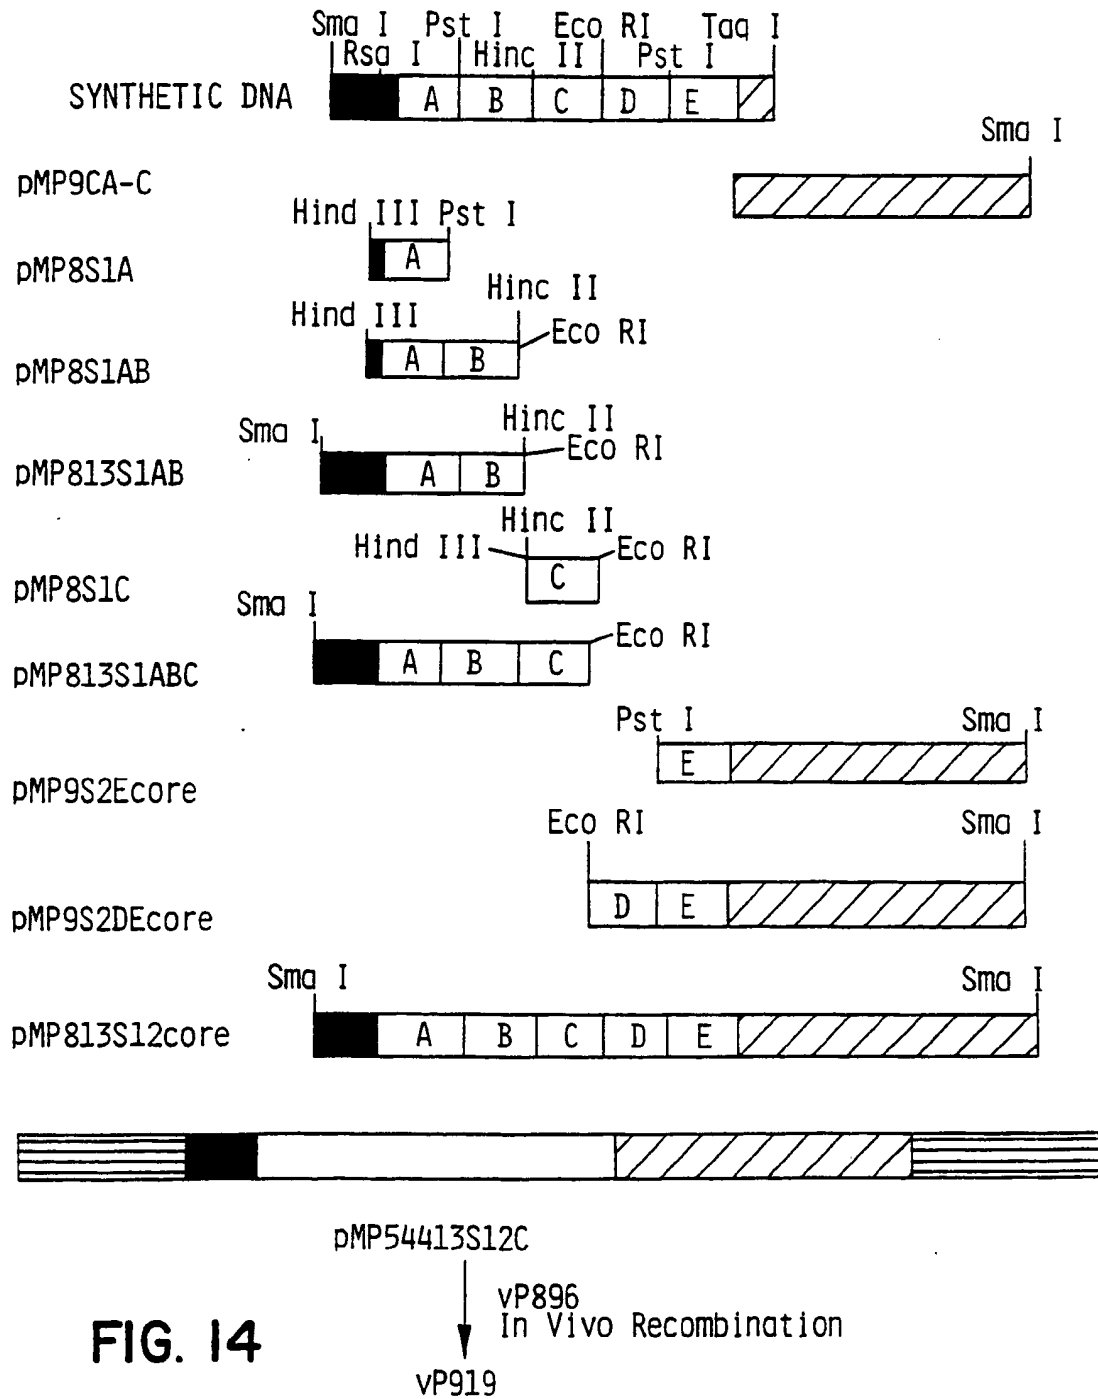 Sma I Pst I Eco RI Taq I
Rsa I Hinc II Pst I
SYNTHETIC DNA A B C D E
Sma I
pMP9CA-C
Hind III Pst I
pMP8S1A A
Hinc II
Hind III
Eco RI
pMP8S1AB A B
Hinc II
Sma I
Eco RI
pMP813S1AB A B
Hinc II
Hind III Eco RI
pMP8S1C C
Sma I
Eco RI
pMP813S1ABC A B C
Pst I Sma I
pMP9S2Ecore E
Eco RI Sma I
pMP9S2DEcore D E
Sma I Sma I
pMP813S12core A B C D E
pMP54413S12C
vP896
In Vivo Recombination
FIG. 14
vP919